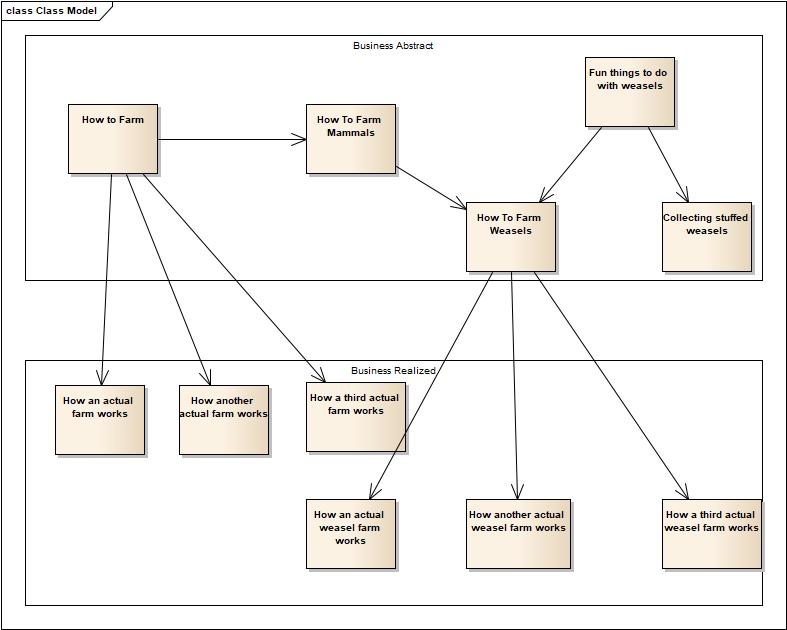 class Class Model
Business Abstract
Fun things to do
with weasels
How to Farm
How To Farm
Mammals
How To Farm
Weasels
Collecting stuffed
weasels
Business Realized
How an actual
farm works
How another
actual farm works
How a third actual
farm works
How an actual
weasel farm
works
How another actual
weasel farm works
How a third actual
weasel farm works